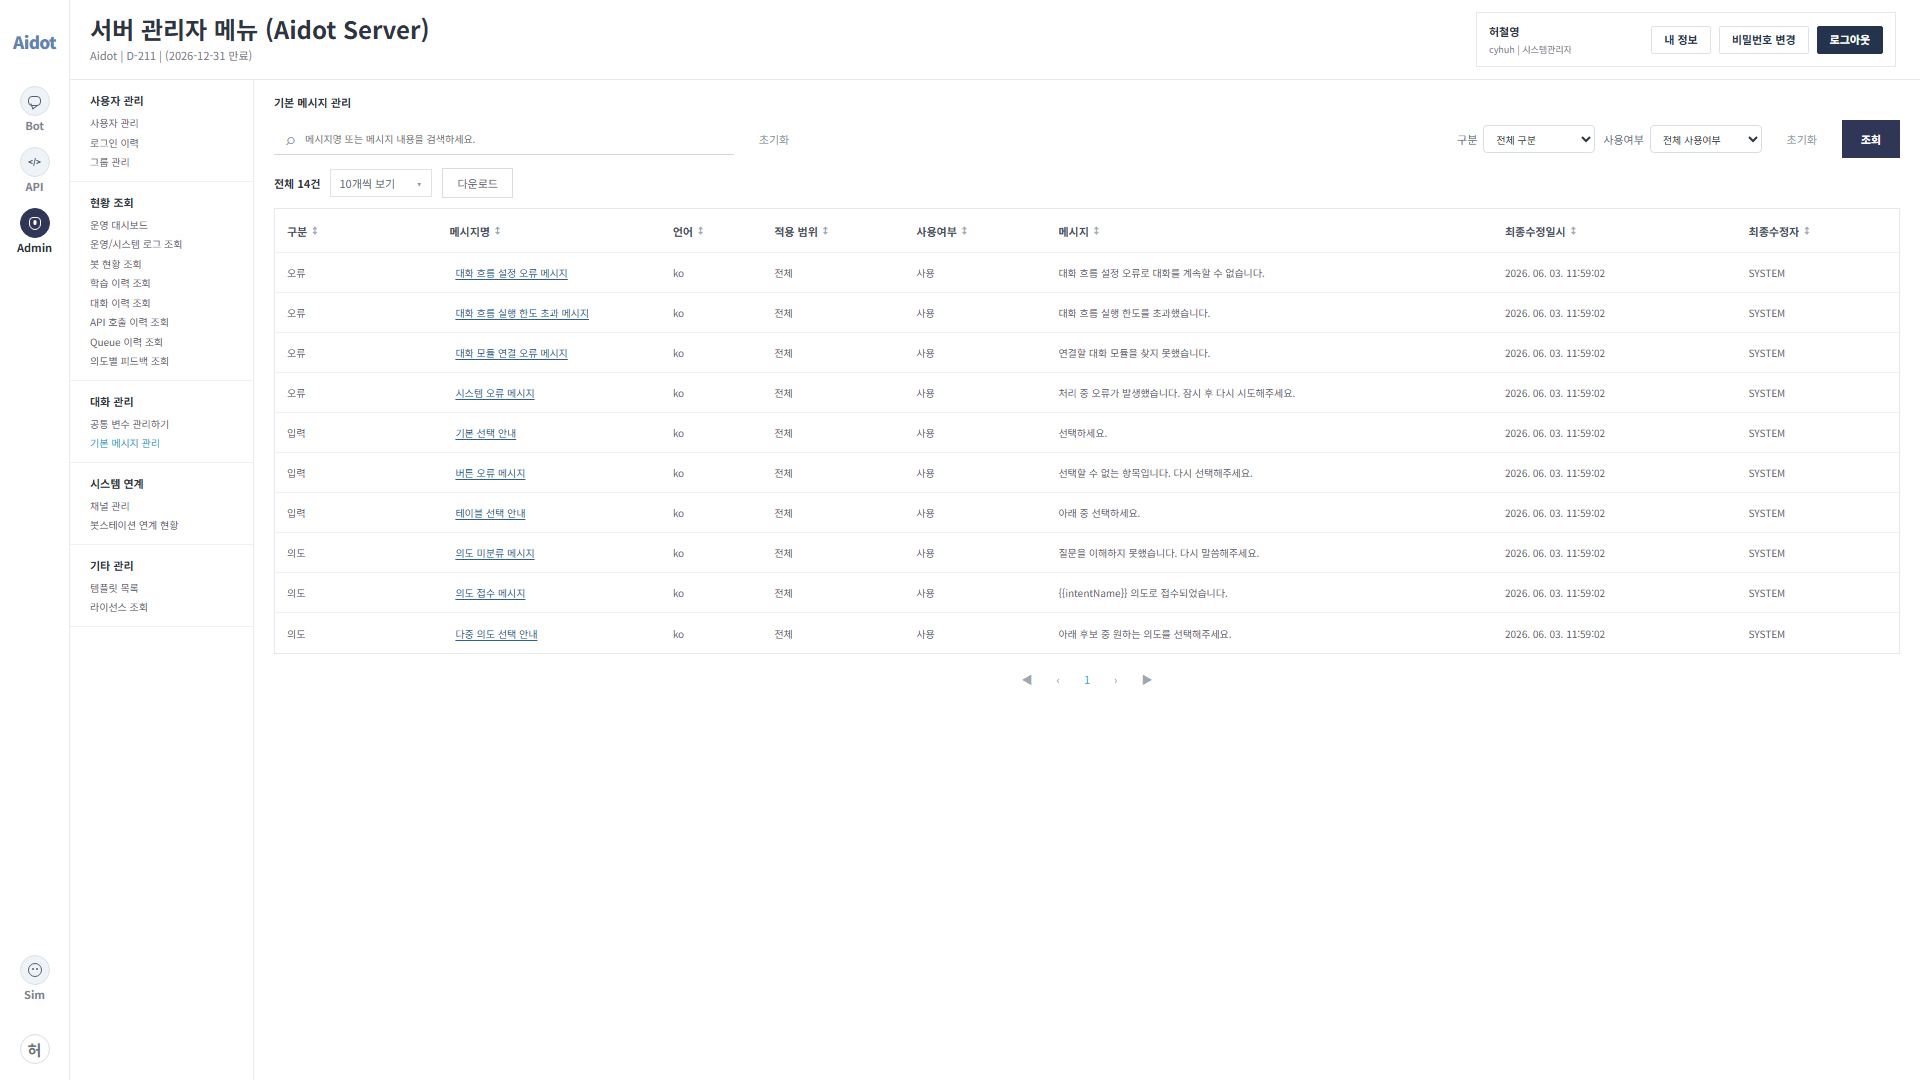 Aidot
Bot
</>
API
Admin
Sim
허
서버 관리자 메뉴 (Aidot Server)
Aidot | D-211 | (2026-12-31 만료)
허철영
cyhuh | 시스템관리자
내 정보
비밀번호 변경
로그아웃
사용자 관리
사용자 관리
로그인 이력
그룹 관리
현황 조회
운영 대시보드
운영/시스템 로그 조회
봇 현황 조회
학습 이력 조회
대화 이력 조회
API 호출 이력 조회
Queue 이력 조회
의도별 피드백 조회
대화 관리
공통 변수 관리하기
기본 메시지 관리
시스템 연계
채널 관리
봇스테이션 연계 현황
기타 관리
템플릿 목록
라이선스 조회
기본 메시지 관리
메시지명 또는 메시지 내용을 검색하세요.
초기화
구분 전체 구분 사용여부 전체 사용여부 초기화 조회
전체 14건 10개씩 보기 다운로드
구분 메시지명 언어 적용 범위 사용여부 메시지 최종수정일시 최종수정자
오류 대화 흐름 설정 오류 메시지 ko 전체 사용 대화 흐름 설정 오류로 대화를 계속할 수 없습니다. 2026. 06. 03. 11:59:02 SYSTEM
오류 대화 흐름 실행 한도 초과 메시지 ko 전체 사용 대화 흐름 실행 한도를 초과했습니다. 2026. 06. 03. 11:59:02 SYSTEM
오류 대화 모듈 연결 오류 메시지 ko 전체 사용 연결할 대화 모듈을 찾지 못했습니다. 2026. 06. 03. 11:59:02 SYSTEM
오류 시스템 오류 메시지 ko 전체 사용 처리 중 오류가 발생했습니다. 잠시 후 다시 시도해주세요. 2026. 06. 03. 11:59:02 SYSTEM
입력 기본 선택 안내 ko 전체 사용 선택하세요. 2026. 06. 03. 11:59:02 SYSTEM
입력 버튼 오류 메시지 ko 전체 사용 선택할 수 없는 항목입니다. 다시 선택해주세요. 2026. 06. 03. 11:59:02 SYSTEM
입력 테이블 선택 안내 ko 전체 사용 아래 중 선택하세요. 2026. 06. 03. 11:59:02 SYSTEM
의도 의도 미분류 메시지 ko 전체 사용 질문을 이해하지 못했습니다. 다시 말씀해주세요. 2026. 06. 03. 11:59:02 SYSTEM
의도 의도 접수 메시지 ko 전체 사용 {{intentName}} 의도로 접수되었습니다. 2026. 06. 03. 11:59:02 SYSTEM
의도 다중 의도 선택 안내 ko 전체 사용 아래 후보 중 원하는 의도를 선택해주세요. 2026. 06. 03. 11:59:02 SYSTEM
1